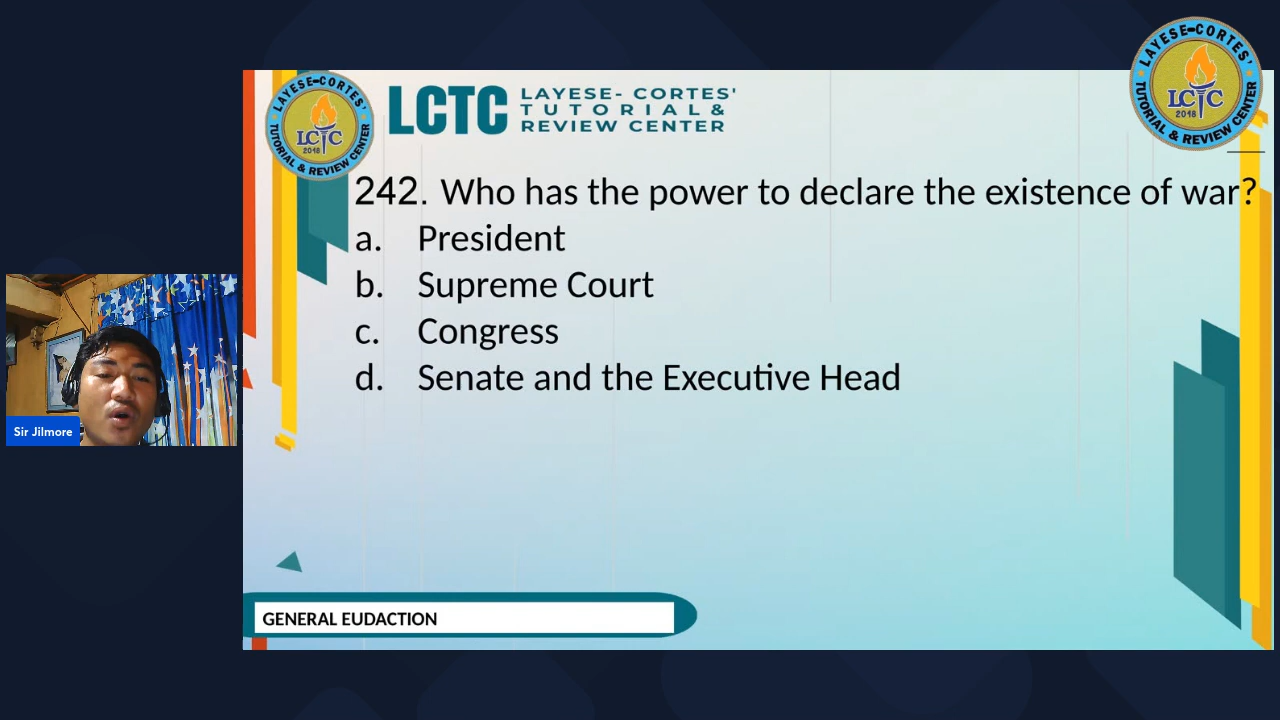 LAYESE-CORTES'
TUTORIAL & REVIEW CENTER
LCTC
2018
LCTC
LAYESE- CORTES'
TUTORIAL &
REVIEW CENTER
LAYESE-CORTES'
TUTORIAL & REVIEW CENTER
LCTC
2018
242. Who has the power to declare the existence of war?
a. President
b. Supreme Court
c. Congress
d. Senate and the Executive Head
Sir Jilmore
GENERAL EUDACTION